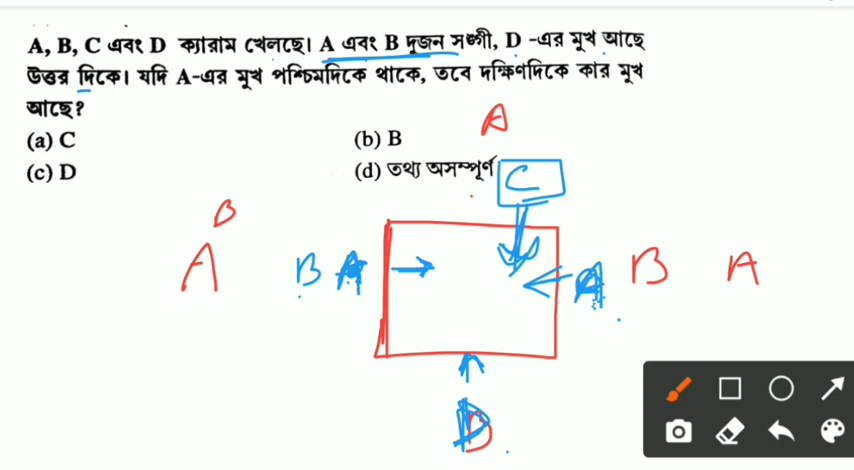 A, B, C এবং D ক্যারাম খেলছে। A এবং B দুজন সঙ্গী, D -এর মুখ আছে
উত্তর দিকে। যদি A-এর মুখ পশ্চিমদিকে থাকে, তবে দক্ষিণদিকে কার মুখ
আছে?
(a) C (b) B
(c) D (d) তথ্য অসম্পূর্ণ
A
C
B
A B A A B A
D